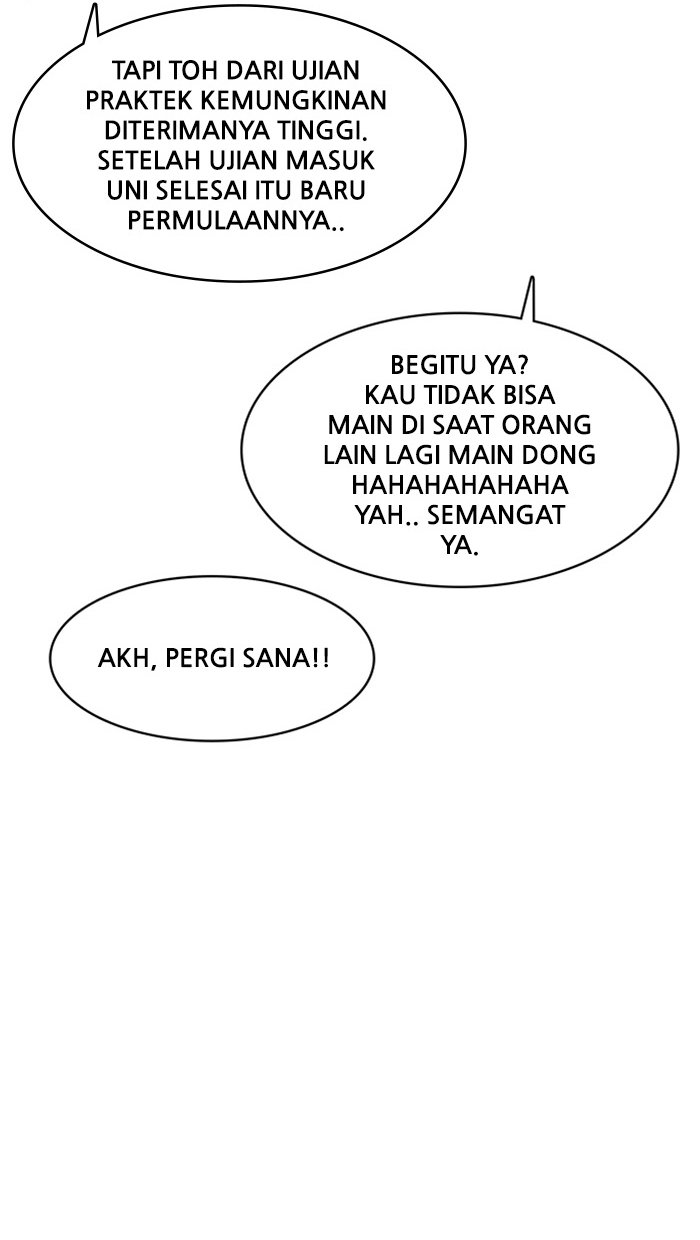 TAPI TOH DARI UJIAN
PRAKTEK KEMUNGKINAN
DITERIMANYA TINGGI.
SETELAH UJIAN MASUK
UNI SELESAI ITU BARU
PERMULAANNYA..
BEGITU YA?
KAU TIDAK BISA
MAIN DI SAAT ORANG
LAIN LAGI MAIN DONG
HAHAHAHAHAHA
YAH.. SEMANGAT
YA.
AKH, PERGI SANA!!